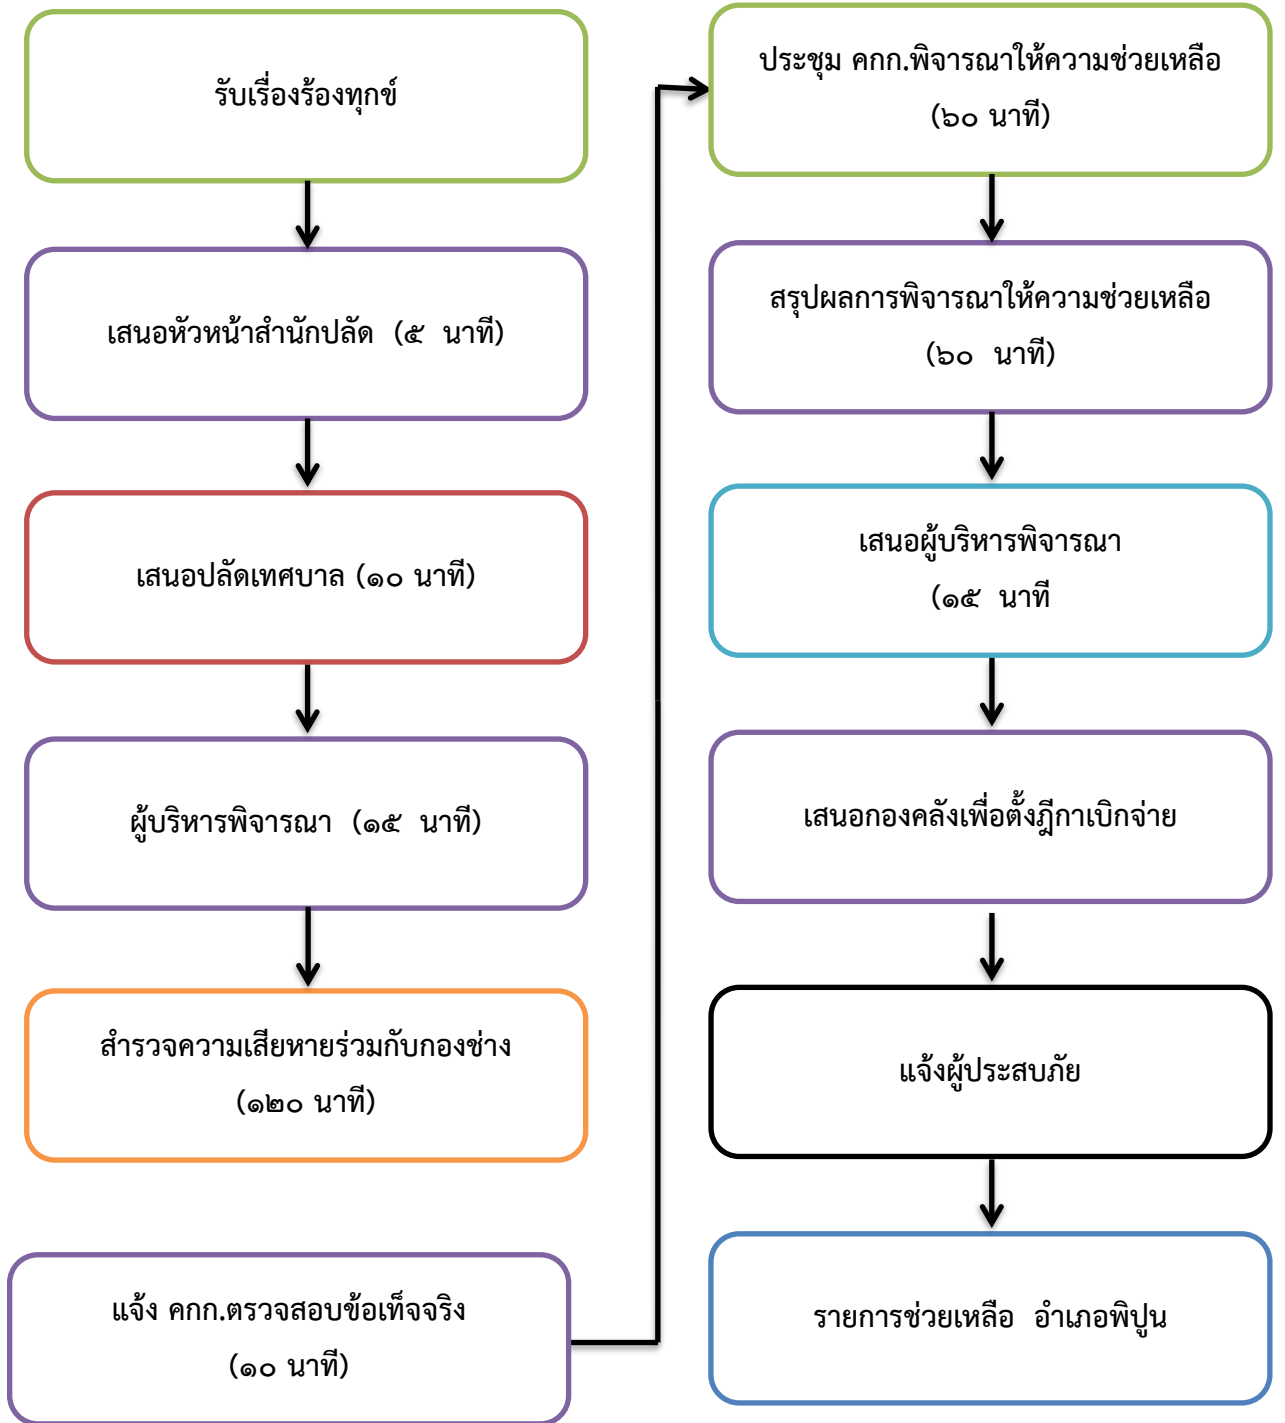 รับเรื่องร้องทุกข์
เสนอหัวหน้าสำนักปลัด (๕ นาที)
เสนอปลัดเทศบาล (๑๐ นาที)
ผู้บริหารพิจารณา (๑๕ นาที)
สำรวจความเสียหายร่วมกับกองช่าง
(๑๒๐ นาที)
แจ้ง คกก.ตรวจสอบข้อเท็จจริง
(๑๐ นาที)
ประชุม คกก.พิจารณาให้ความช่วยเหลือ
(๖๐ นาที)
สรุปผลการพิจารณาให้ความช่วยเหลือ
(๖๐ นาที)
เสนอผู้บริหารพิจารณา
(๑๕ นาที
เสนอกองคลังเพื่อตั้งฎีกาเบิกจ่าย
แจ้งผู้ประสบภัย
รายการช่วยเหลือ อำเภอพิปูน